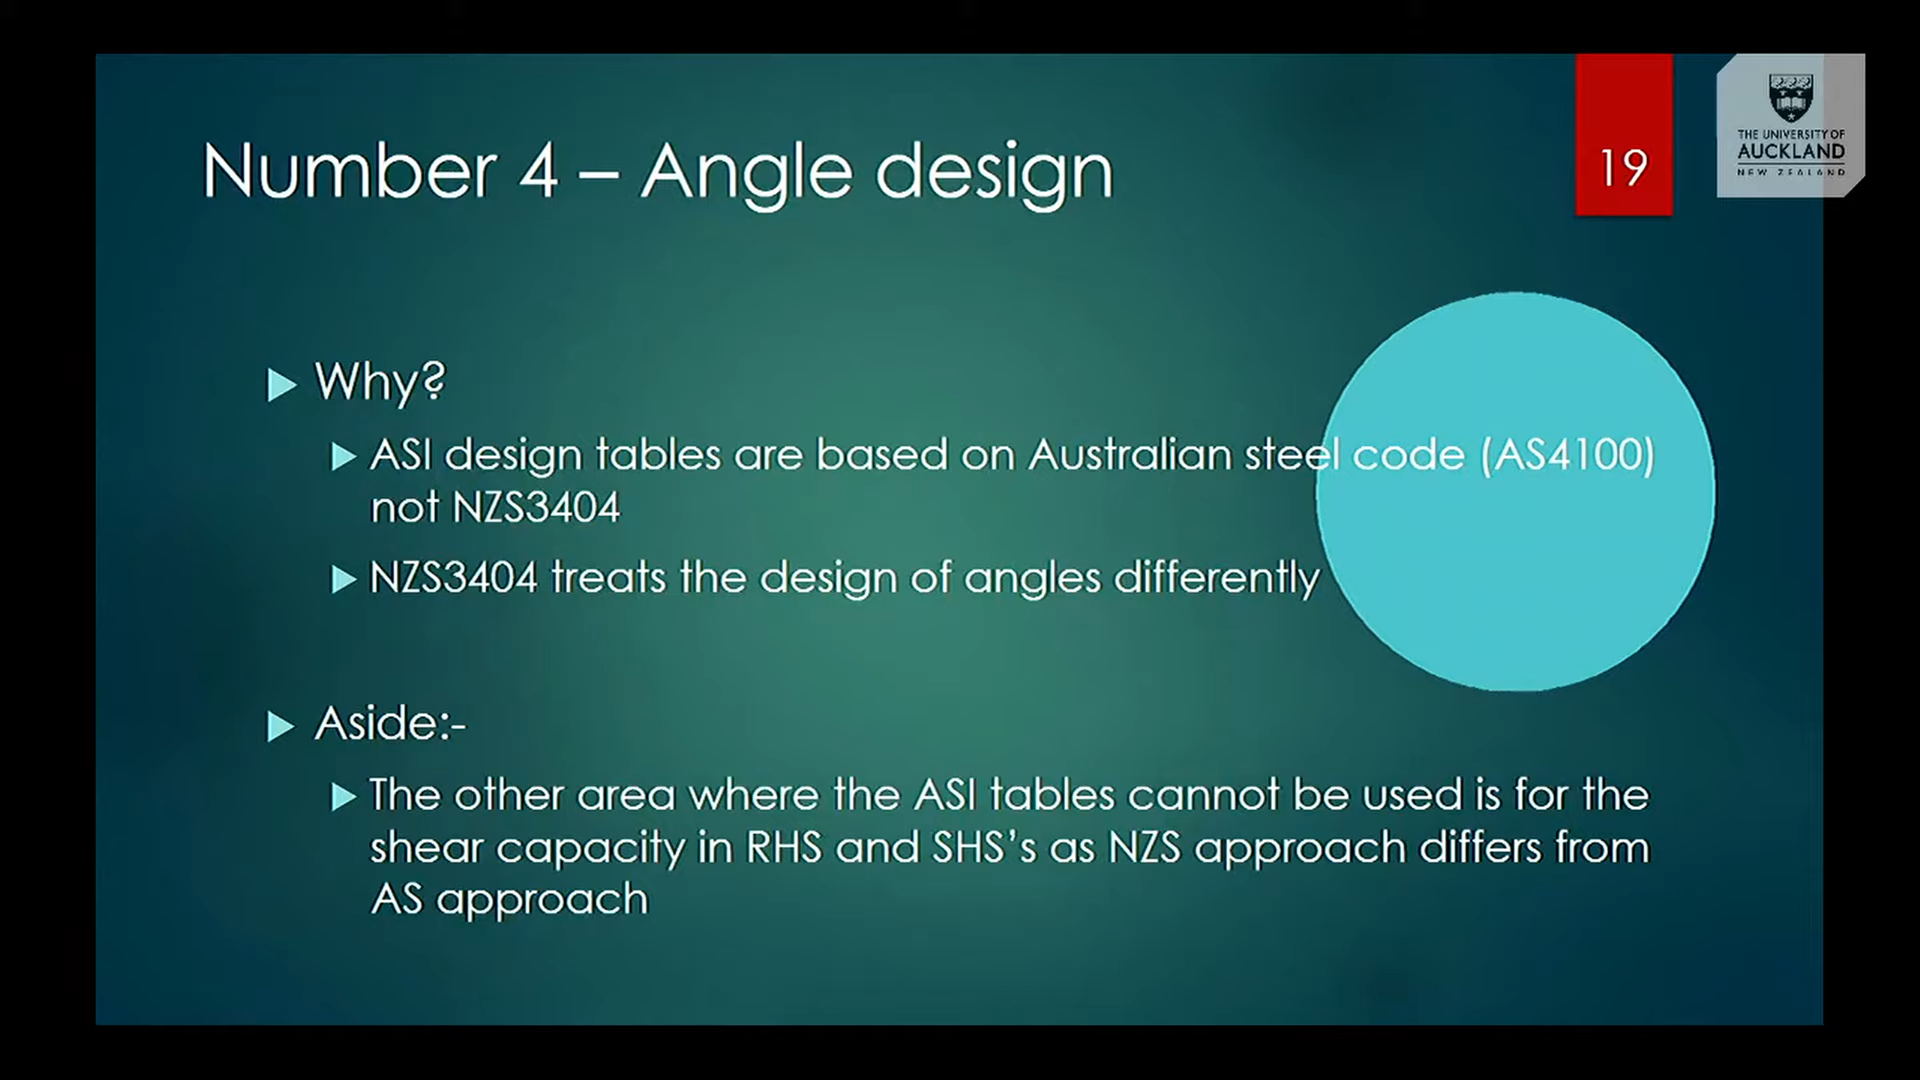 Number 4 – Angle design
19
THE UNIVERSITY OF
AUCKLAND
NEW ZEALAND
Why?
ASI design tables are based on Australian steel code (AS4100)
not NZS3404
NZS3404 treats the design of angles differently
Aside:-
The other area where the ASI tables cannot be used is for the
shear capacity in RHS and SHS’s as NZS approach differs from
AS approach